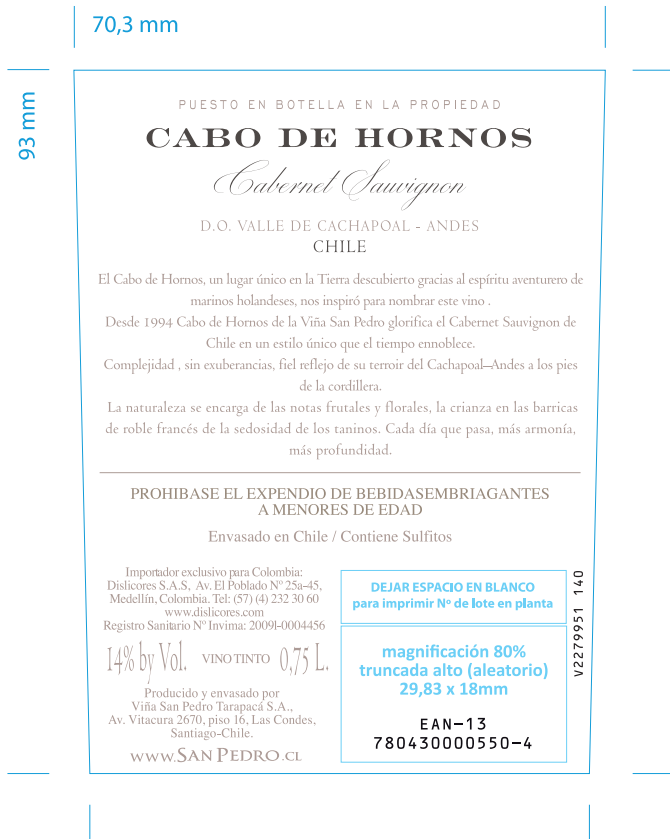 70,3 mm
93 mm
PUESTO EN BOTELLA EN LA PROPIEDAD
CABO DE HORNOS
Cabernet Sauvignon
D.O. VALLE DE CACHAPOAL - ANDES
CHILE
El Cabo de Hornos, un lugar único en la Tierra descubierto gracias al espíritu aventurero de
marinos holandeses, nos inspiró para nombrar este vino .
Desde 1994 Cabo de Hornos de la Viña San Pedro glorifica el Cabernet Sauvignon de
Chile en un estilo único que el tiempo ennoblece.
Complejidad , sin exuberancias, fiel reflejo de su terroir del Cachapoal–Andes a los pies
de la cordillera.
La naturaleza se encarga de las notas frutales y florales, la crianza en las barricas
de roble francés de la sedosidad de los taninos. Cada día que pasa, más armonía,
más profundidad.
PROHIBASE EL EXPENDIO DE BEBIDASEMBRIAGANTES
A MENORES DE EDAD
Envasado en Chile / Contiene Sulfitos
Importador exclusivo para Colombia:
Dislicores S.A.S, Av. El Poblado Nº 25a-45,
Medellín, Colombia. Tel: (57) (4) 232 30 60
www.dislicores.com
Registro Sanitario Nº Invima: 2009l-0004456
14% by Vol. VINO TINTO 0,75 L.
Producido y envasado por
Viña San Pedro Tarapacá S.A.,
Av. Vitacura 2670, piso 16, Las Condes,
Santiago-Chile.
www.SAN PEDRO.CL
DEJAR ESPACIO EN BLANCO
para imprimir Nº de lote en planta
magnificación 80%
truncada alto (aleatorio)
29,83 x 18mm
EAN-13
780430000550-4
V2279951 140